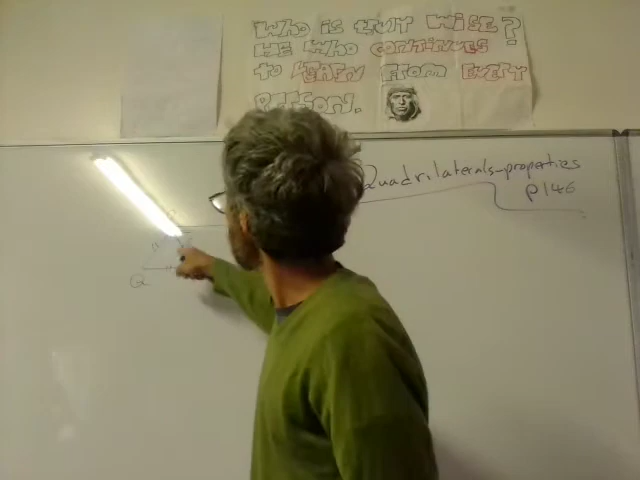 WHO IS truly WISE?
HE WHO CONTINUES
to LEARN FROM EVERY
PERSON.
Quadrilaterals-properties
p146
Q